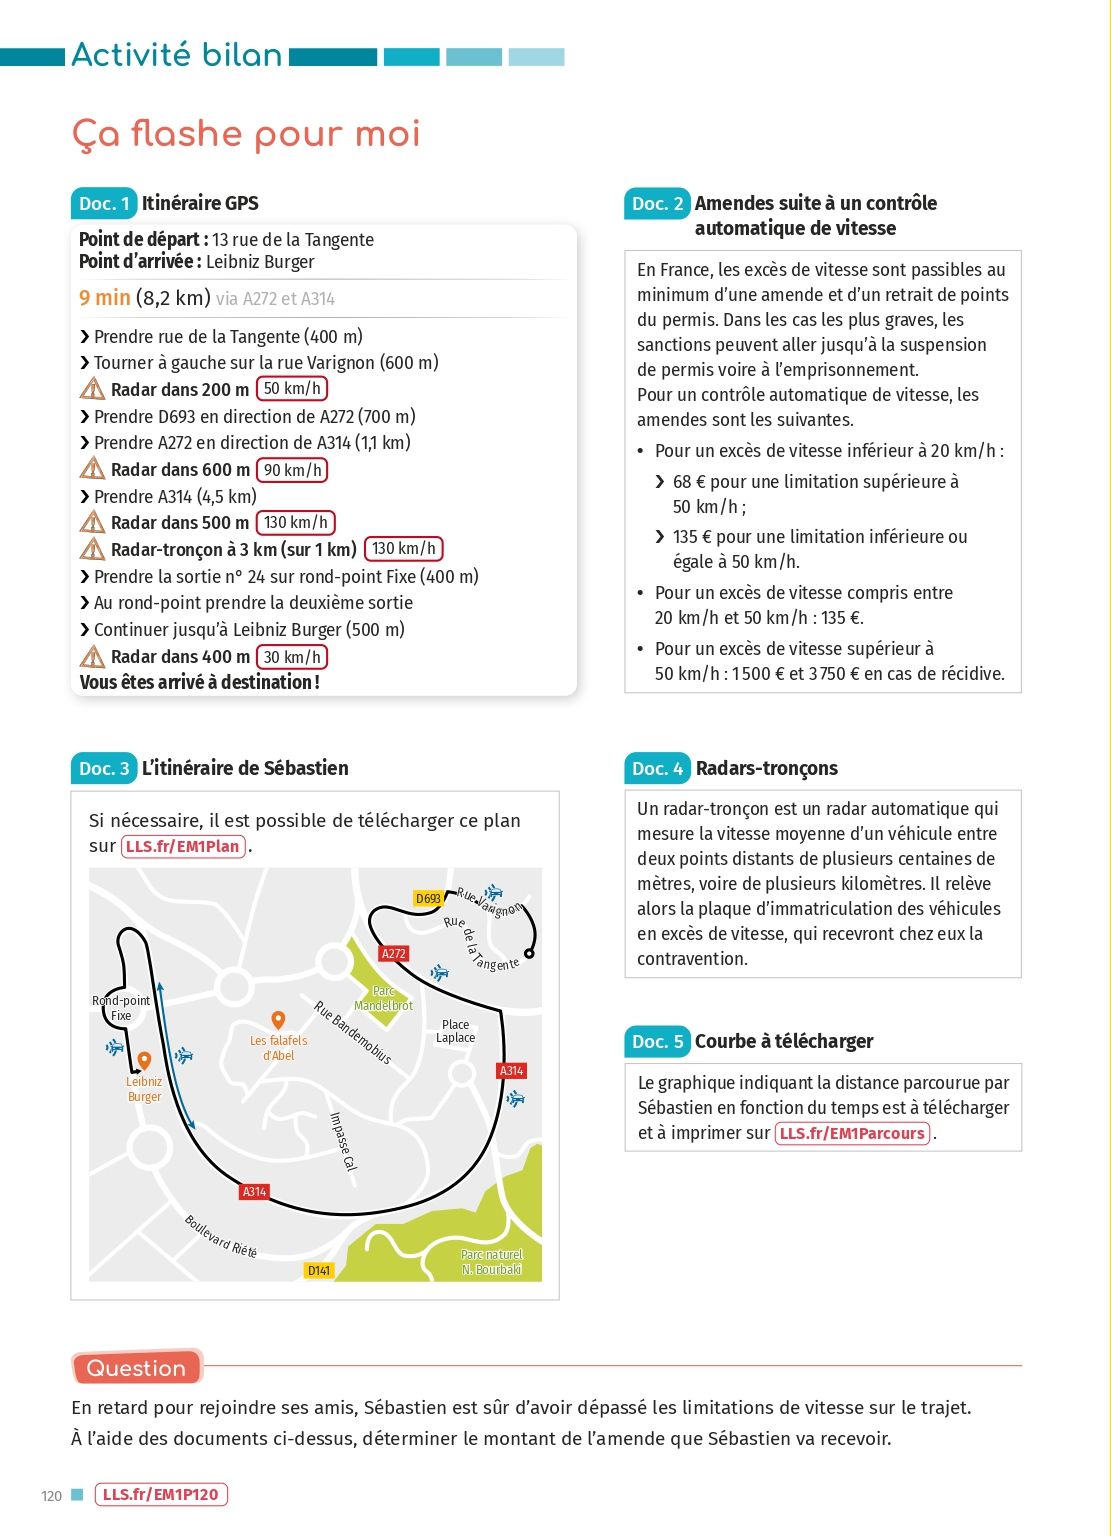 Activité bilan
Ça flashe pour moi
Doc. 1 Itinéraire GPS
Point de départ : 13 rue de la Tangente
Point d’arrivée : Leibniz Burger
9 min (8,2 km) via A272 et A314
❯ Prendre rue de la Tangente (400 m)
❯ Tourner à gauche sur la rue Varignon (600 m)
Radar dans 200 m 50 km/h
❯ Prendre D693 en direction de A272 (700 m)
❯ Prendre A272 en direction de A314 (1,1 km)
Radar dans 600 m 90 km/h
❯ Prendre A314 (4,5 km)
Radar dans 500 m 130 km/h
Radar-tronçon à 3 km (sur 1 km) 130 km/h
❯ Prendre la sortie n° 24 sur rond-point Fixe (400 m)
❯ Au rond-point prendre la deuxième sortie
❯ Continuer jusqu’à Leibniz Burger (500 m)
Radar dans 400 m 30 km/h
Vous êtes arrivé à destination !
Doc. 2 Amendes suite à un contrôle
automatique de vitesse
En France, les excès de vitesse sont passibles au
minimum d’une amende et d’un retrait de points
du permis. Dans les cas les plus graves, les
sanctions peuvent aller jusqu’à la suspension
de permis voire à l’emprisonnement.
Pour un contrôle automatique de vitesse, les
amendes sont les suivantes.
• Pour un excès de vitesse inférieur à 20 km/h :
❯ 68 € pour une limitation supérieure à
50 km/h ;
❯ 135 € pour une limitation inférieure ou
égale à 50 km/h.
• Pour un excès de vitesse compris entre
20 km/h et 50 km/h : 135 €.
• Pour un excès de vitesse supérieur à
50 km/h : 1 500 € et 3 750 € en cas de récidive.
Doc. 3 L’itinéraire de Sébastien
Si nécessaire, il est possible de télécharger ce plan
sur LLS.fr/EM1Plan .
D693
Rue Varignon
Rue de la Tangente
A272
Parc
Mandelbrot
Rond-point
Fixe
Rue Bandemobius
Les falafels
d’Abel
Place
Laplace
Leibniz
Burger
A314
Impasse Cal
A314
Boulevard Riété
Parc naturel
N. Bourbaki
D141
Doc. 4 Radars-tronçons
Un radar-tronçon est un radar automatique qui
mesure la vitesse moyenne d’un véhicule entre
deux points distants de plusieurs centaines de
mètres, voire de plusieurs kilomètres. Il relève
alors la plaque d’immatriculation des véhicules
en excès de vitesse, qui recevront chez eux la
contravention.
Doc. 5 Courbe à télécharger
Le graphique indiquant la distance parcourue par
Sébastien en fonction du temps est à télécharger
et à imprimer sur LLS.fr/EM1Parcours .
Question
En retard pour rejoindre ses amis, Sébastien est sûr d’avoir dépassé les limitations de vitesse sur le trajet.
À l’aide des documents ci-dessus, déterminer le montant de l’amende que Sébastien va recevoir.
120 LLS.fr/EM1P120